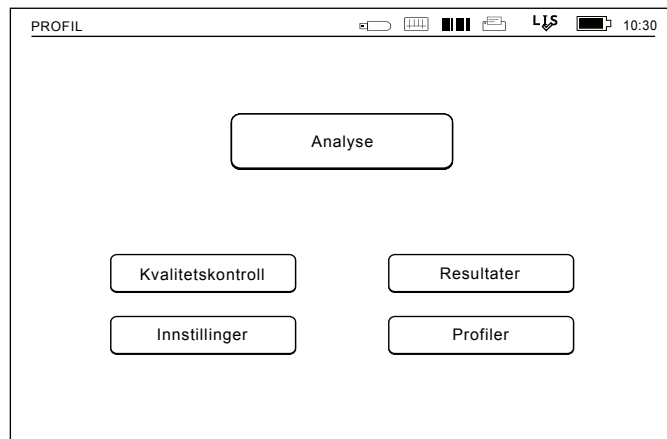 PROFIL LIS 10:30
Analyse
Kvalitetskontroll Resultater
Innstillinger Profiler